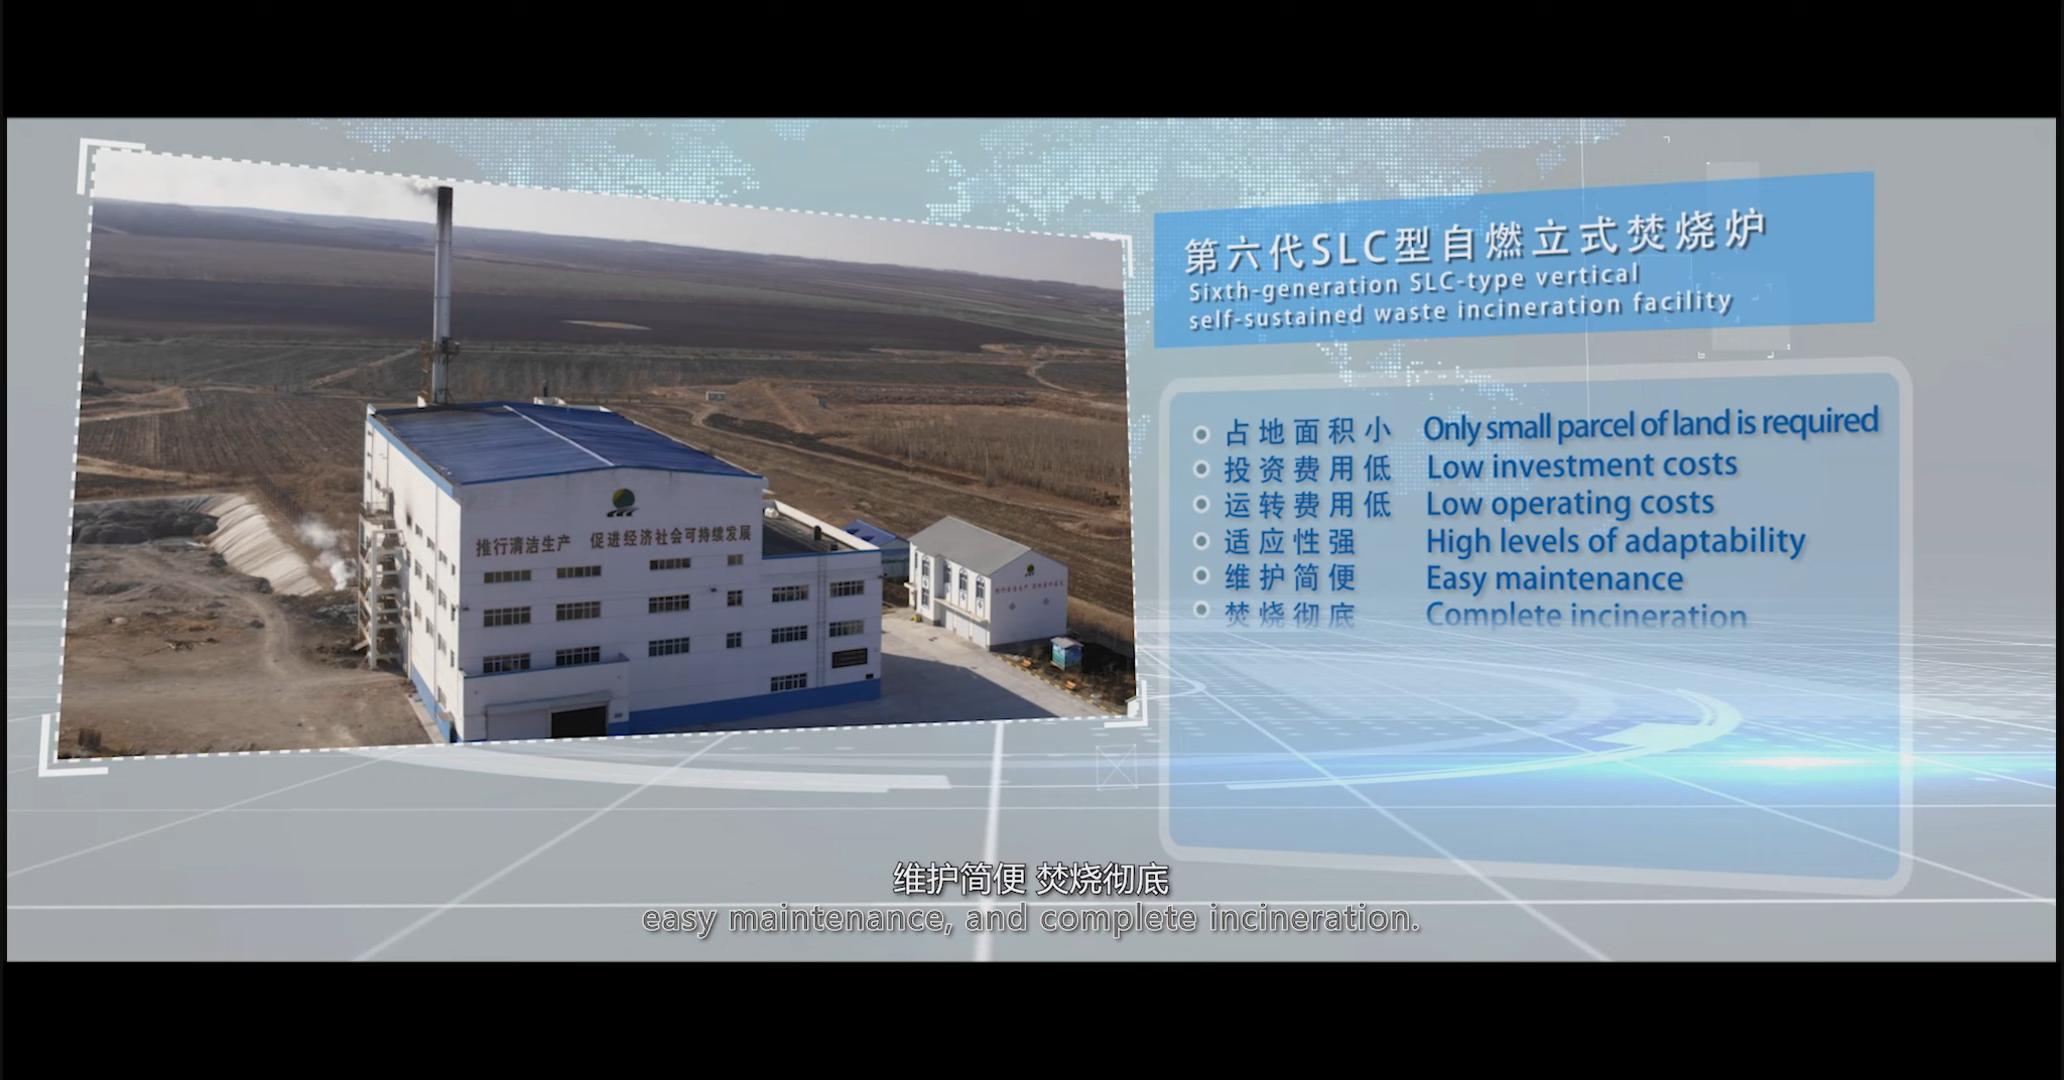 第六代SLC型自燃立式焚烧炉
Sixth-generation SLC-type vertical
self-sustained waste incineration facility
占地面积小 Only small parcel of land is required
投资费用低 Low investment costs
运转费用低 Low operating costs
适应性强 High levels of adaptability
维护简便 Easy maintenance
焚烧彻底 Complete incineration
推行清洁生产 促进经济社会可持续发展
维护简便 焚烧彻底
easy maintenance, and complete incineration.